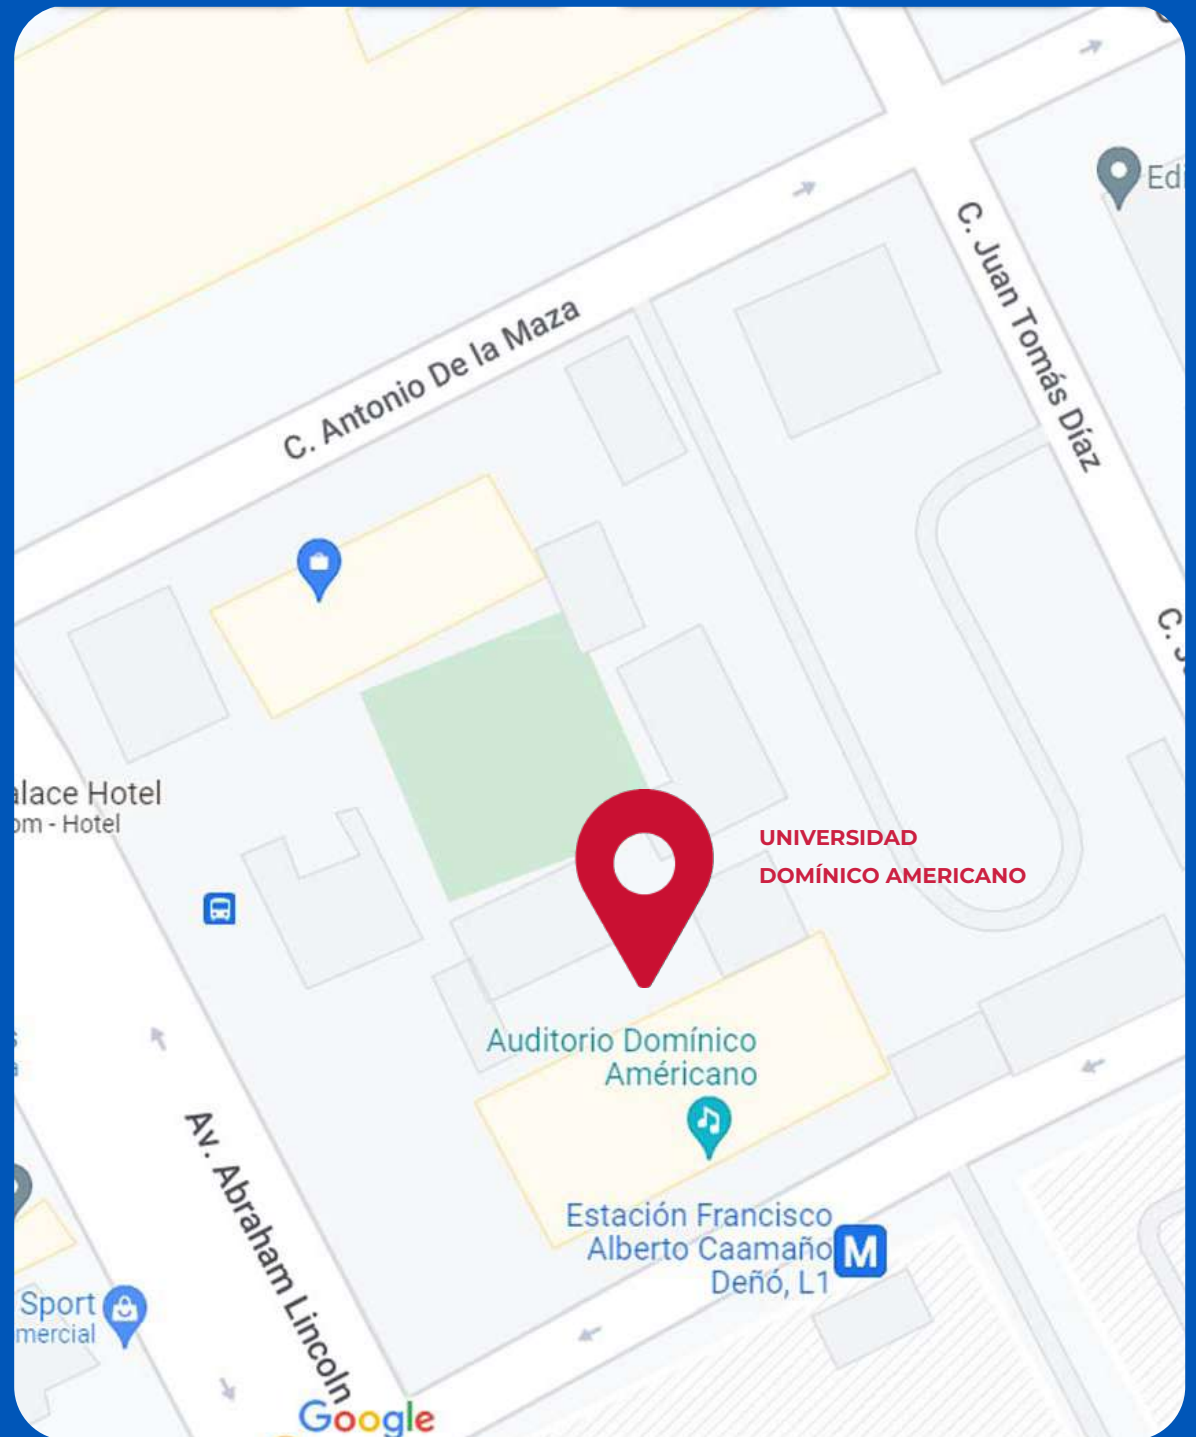 Edi
C. Juan Tomás Díaz
C. Antonio De la Maza
C.
alace Hotel
om - Hotel
UNIVERSIDAD
DOMÍNICO AMERICANO
Auditorio Domínico
Américano
Av. Abraham Lincoln
Estación Francisco
Alberto Caamaño
Deñó, L1
M
Sport
mercial
Google